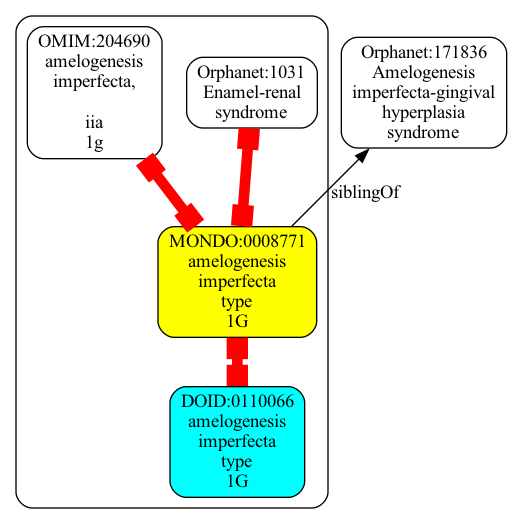 OMIM:204690
amelogenesis
imperfecta,
iia
1g
Orphanet:1031
Enamel-renal
syndrome
Orphanet:171836
Amelogenesis
imperfecta-gingival
hyperplasia
syndrome
siblingOf
MONDO:0008771
amelogenesis
imperfecta
type
1G
DOID:0110066
amelogenesis
imperfecta
type
1G